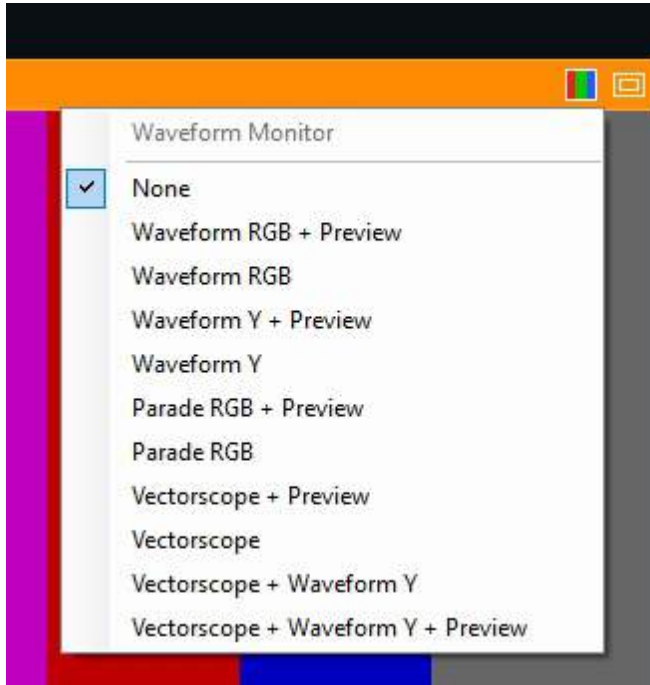 Waveform Monitor
None
Waveform RGB + Preview
Waveform RGB
Waveform Y + Preview
Waveform Y
Parade RGB + Preview
Parade RGB
Vectorscope + Preview
Vectorscope
Vectorscope + Waveform Y
Vectorscope + Waveform Y + Preview